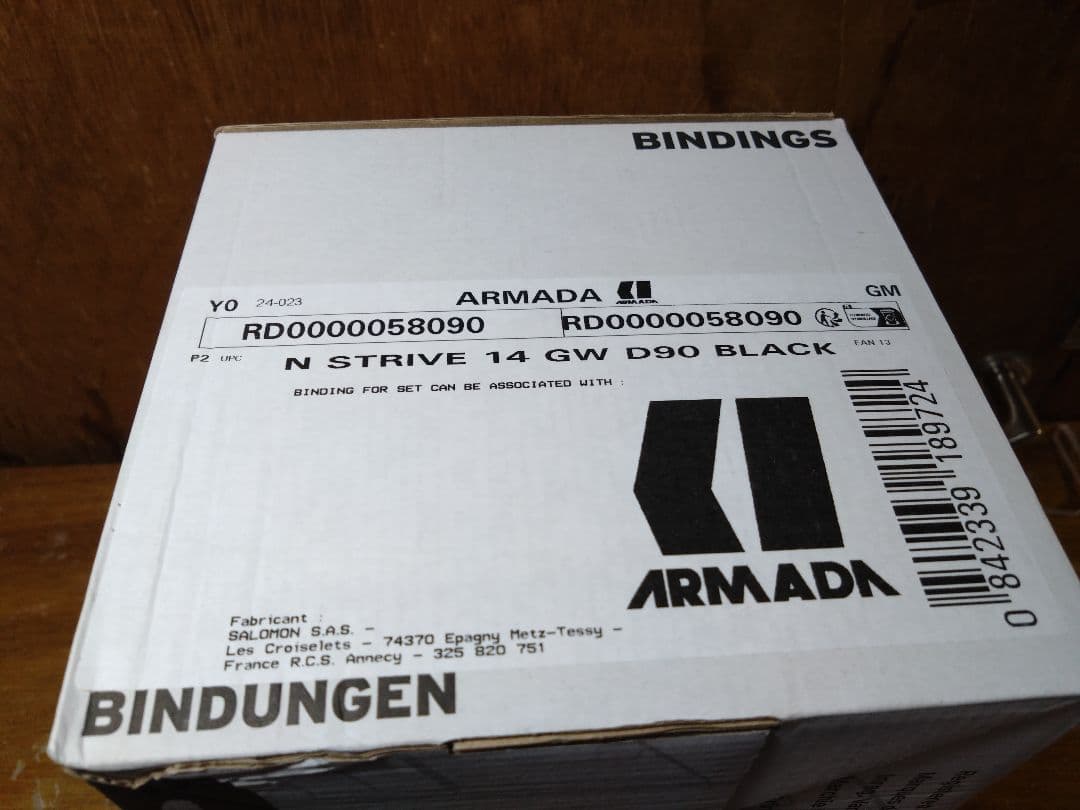 BINDINGS
Y0 24-023 ARMADA ARMADA GM
RD0000058090 RD0000058090
P2 UPC N STRIVE 14 GW D90 BLACK EAN 13
BINDING FOR SET CAN BE ASSOCIATED WITH :
ARMADA
0 842339 189724
Fabricant :
SALOMON S.A.S. -
Les Croiselets - 74370 Epagny Metz-Tessy -
France R.C.S. Annecy - 325 820 751
BINDUNGEN